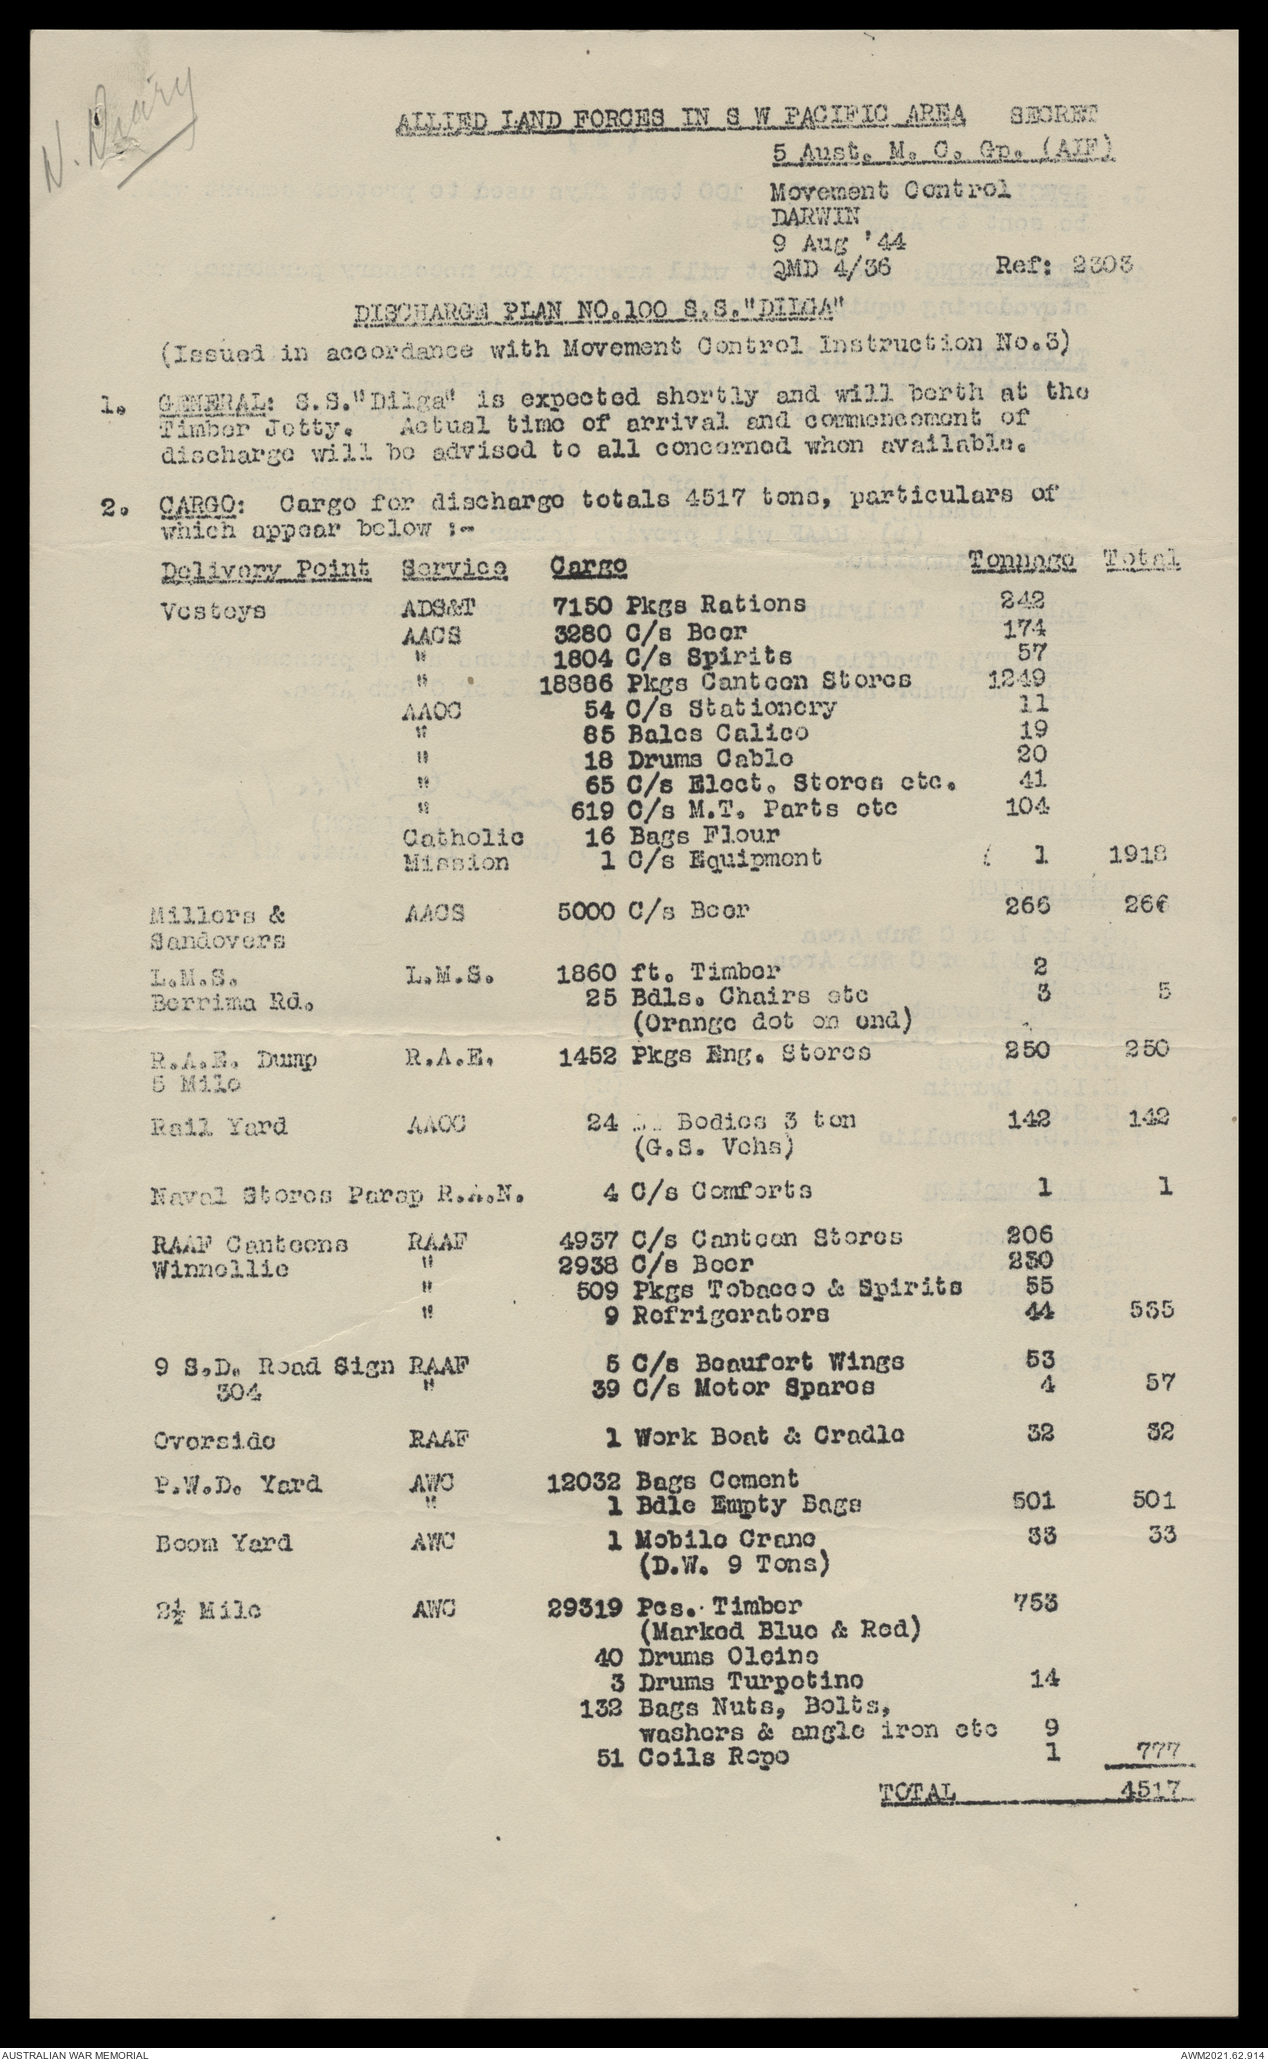 W. Diary
ALLIED LAND FORCES IN S W PACIFIC AREA SECRET
5 Aust. M. C. Gp. (AIF)
Movement Control
DARWIN
9 Aug '44
QMD 4/36 Ref: 2303
DISCHARGE PLAN NO.100 S.S."DILGA"
(Issued in accordance with Movement Control Instruction No.3)
1. GENERAL: S.S."Dilga" is expected shortly and will berth at the
Timber Jetty. Actual time of arrival and commencement of
discharge will be advised to all concerned when available.
2. CARGO: Cargo for discharge totals 4517 tons, particulars of
which appear below :-
Delivery Point Service Cargo Tonnage Total
Vesteys ADS&T 7150 Pkgs Rations 242
AACS 3280 C/s Beer 174
" 1804 C/s Spirits 57
" 18886 Pkgs Canteen Stores 1249
AAOC 54 C/s Stationery 11
" 85 Bales Calico 19
" 18 Drums Cable 20
" 65 C/s Elect. Stores etc. 41
" 619 C/s M.T. Parts etc 104
Catholic 16 Bags Flour
Mission 1 C/s Equipment 1 1918
Millers & AACS 5000 C/s Beer 266 266
Sandovers
L.M.S. L.M.S. 1860 ft. Timber 2
Berrima Rd. 25 Bdls. Chairs etc 3 5
(Orange dot on end)
R.A.E. Dump R.A.E. 1452 Pkgs Eng. Stores 250 250
5 Mile
Rail Yard AAOC 24 Bodies 3 ton 142 142
(G.S. Vehs)
Naval Stores Parap R.A.N. 4 C/s Comforts 1 1
RAAF Canteens RAAF 4937 C/s Canteen Stores 206
Winnellie " 2938 C/s Beer 230
" 509 Pkgs Tobacco & Spirits 55
" 9 Refrigerators 44 535
9 S.D. Road Sign RAAF 5 C/s Beaufort Wings 53
304 " 39 C/s Motor Spares 4 57
Overside RAAF 1 Work Boat & Cradle 32 32
P.W.D. Yard AWC 12032 Bags Cement
" 1 Bdle Empty Bags 501 501
Boom Yard AWC 1 Mobile Crane 33 33
(D.W. 9 Tons)
2½ Mile AWC 29319 Pcs. Timber 753
(Marked Blue & Red)
40 Drums Oleine
3 Drums Turpetine 14
132 Bags Nuts, Bolts,
washers & angle iron etc 9
51 Coils Rope 1 777
TOTAL 4517
AUSTRALIAN WAR MEMORIAL AWM2021.62.914